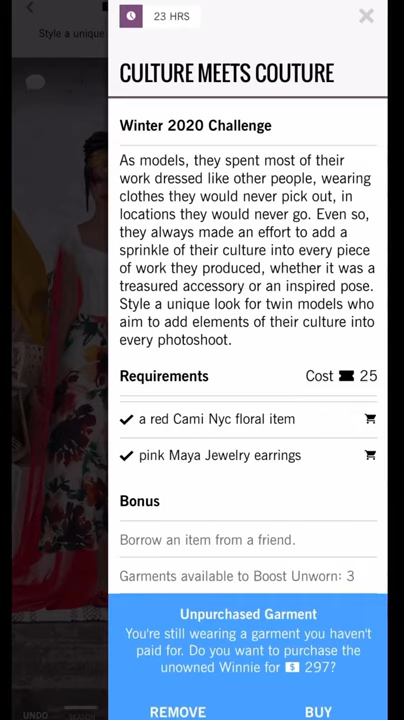 23 HRS
Style a unique
CULTURE MEETS COUTURE
Winter 2020 Challenge
As models, they spent most of their
work dressed like other people, wearing
clothes they would never pick out, in
locations they would never go. Even so,
they always made an effort to add a
sprinkle of their culture into every piece
of work they produced, whether it was a
treasured accessory or an inspired pose.
Style a unique look for twin models who
aim to add elements of their culture into
every photoshoot.
Requirements Cost 25
a red Cami Nyc floral item
pink Maya Jewelry earrings
Bonus
Borrow an item from a friend.
Garments available to Boost Unworn: 3
Unpurchased Garment
You're still wearing a garment you haven't
paid for. Do you want to purchase the
unowned Winnie for $ 297?
REMOVE BUY
UNDO